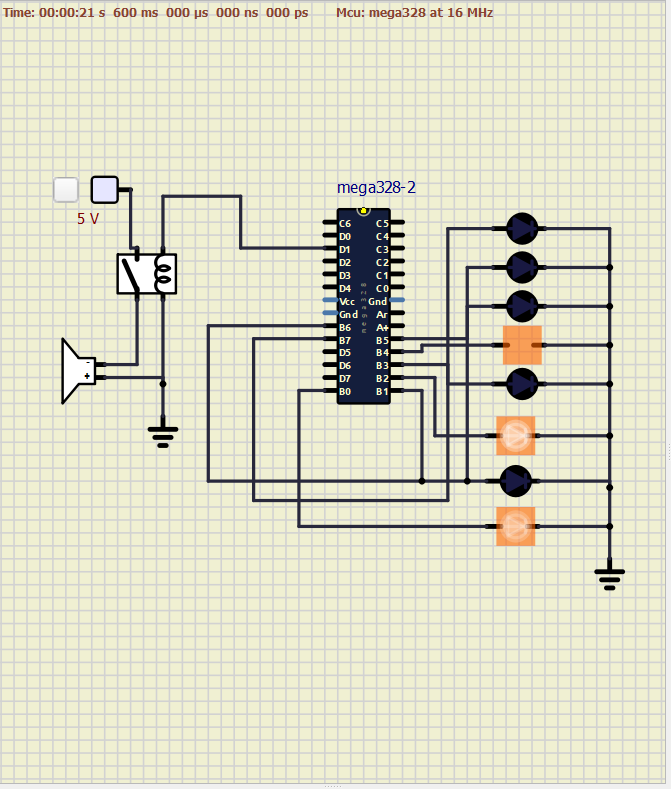 Time: 00:00:21 s  600 ms  000 µs  000 ns  000 ps
Mcu: mega328 at 16 MHz
mega328-2
5 V
C6 C5
D0 C4
D1 C3
D2 C2
D3 C1
D4 C0
Vcc Gnd
Gnd Ar
B6 A+
B7 B5
D5 B4
D6 B3
D7 B2
B0 B1
mega328
-
+